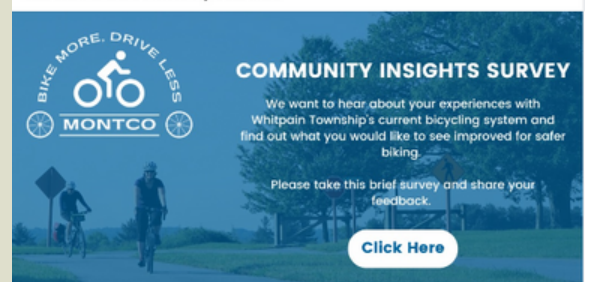 BIKE MORE. DRIVE LESS
MONTCO
COMMUNITY INSIGHTS SURVEY
We want to hear about your experiences with
Whitpain Township's current bicycling system and
find out what you would like to see improved for safer
biking.
Please take this brief survey and share your
feedback.
Click Here